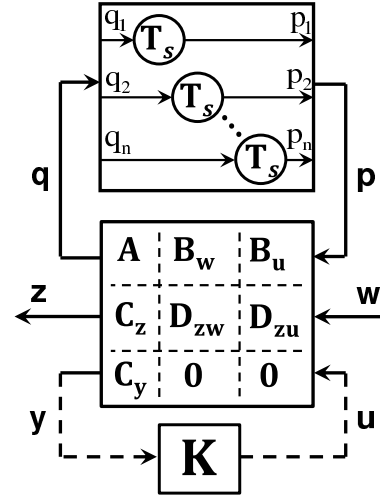 q1 Ts p1
q2 Ts p2
qn Ts pn
q p
A Bw Bu
z w
Cz Dzw Dzu
Cy 0 0
y u
K